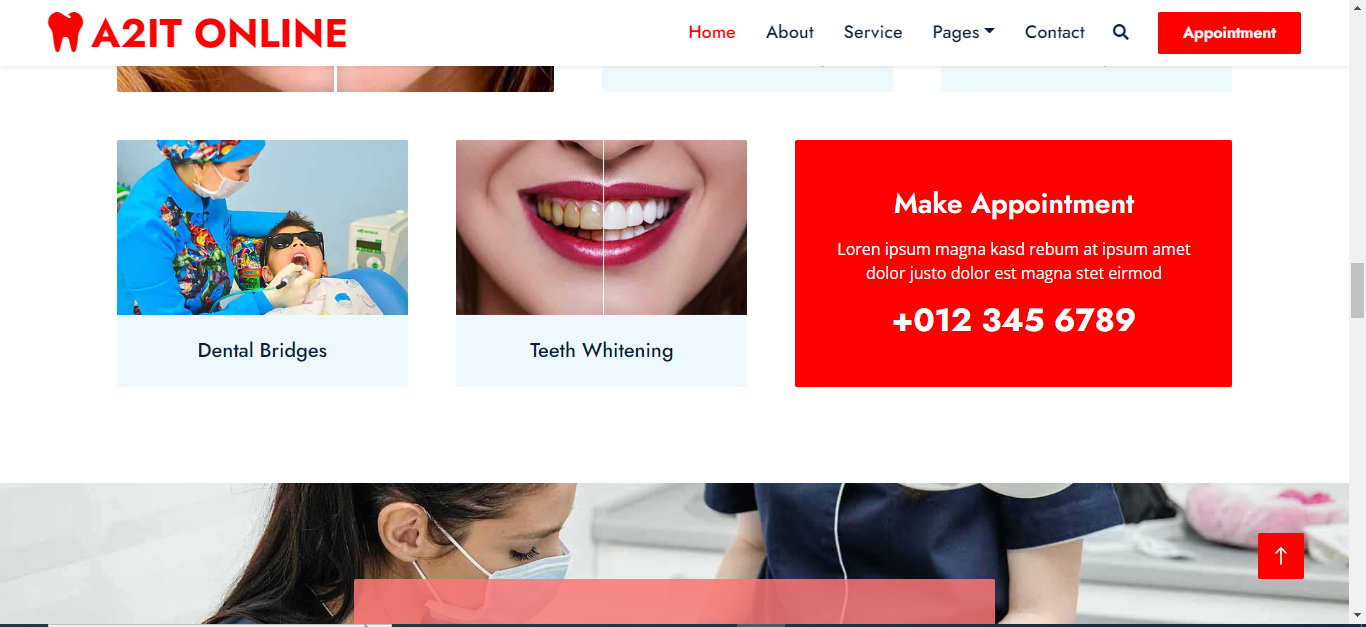 A2IT ONLINE
Home About Service Pages Contact Appointment
Make Appointment
Loren ipsum magna kasd rebum at ipsum amet
dolor justo dolor est magna stet eirmod
+012 345 6789
Dental Bridges
Teeth Whitening